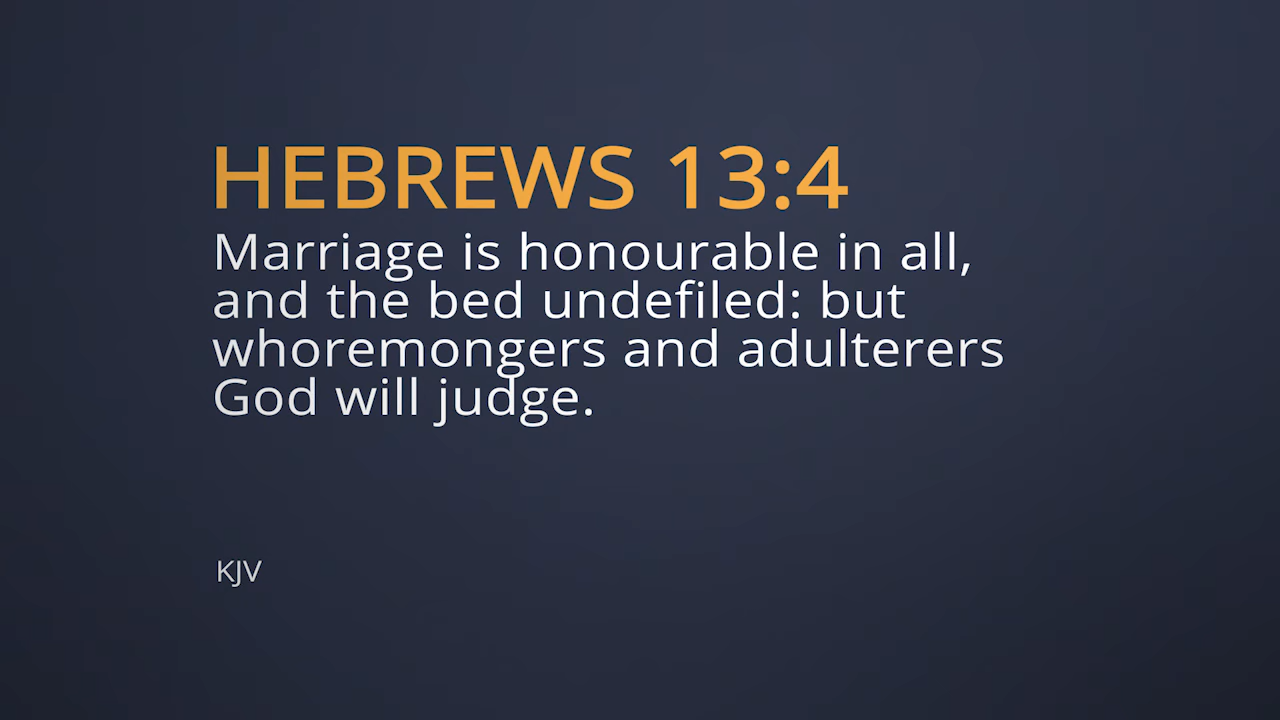 HEBREWS 13:4
Marriage is honourable in all,
and the bed undefiled: but
whoremongers and adulterers
God will judge.
KJV